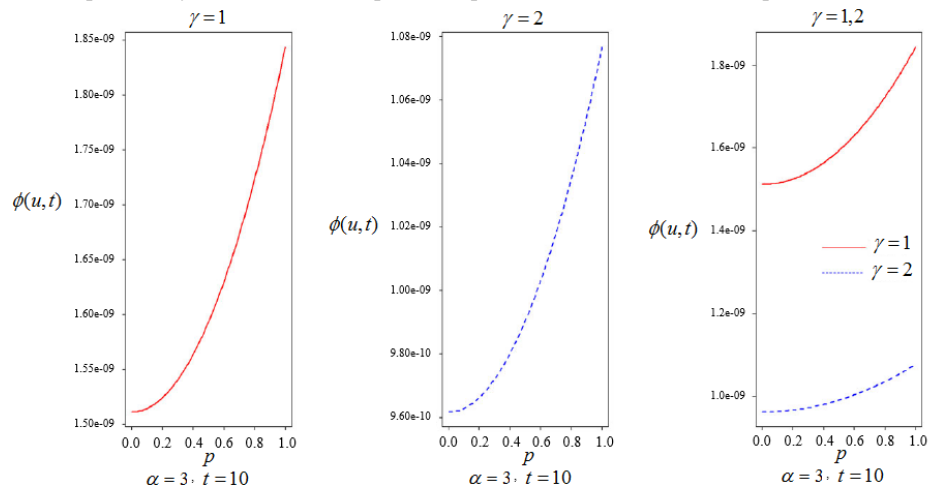 γ = 1
1.85e-09
1.80e-09
1.75e-09
1.70e-09
1.65e-09
1.60e-09
1.55e-09
1.50e-09
ϕ(u,t)
0.0 0.2 0.4 0.6 0.8 1.0
p
α = 3, t = 10
γ = 2
1.08e-09
1.06e-09
1.04e-09
1.02e-09
1.00e-09
9.80e-10
9.60e-10
ϕ(u,t)
0.0 0.2 0.4 0.6 0.8 1.0
p
α = 3, t = 10
γ = 1,2
1.8e-09
1.6e-09
1.4e-09
1.2e-09
1.0e-09
ϕ(u,t)
γ = 1
γ = 2
0.0 0.2 0.4 0.6 0.8 1.0
p
α = 3, t = 10